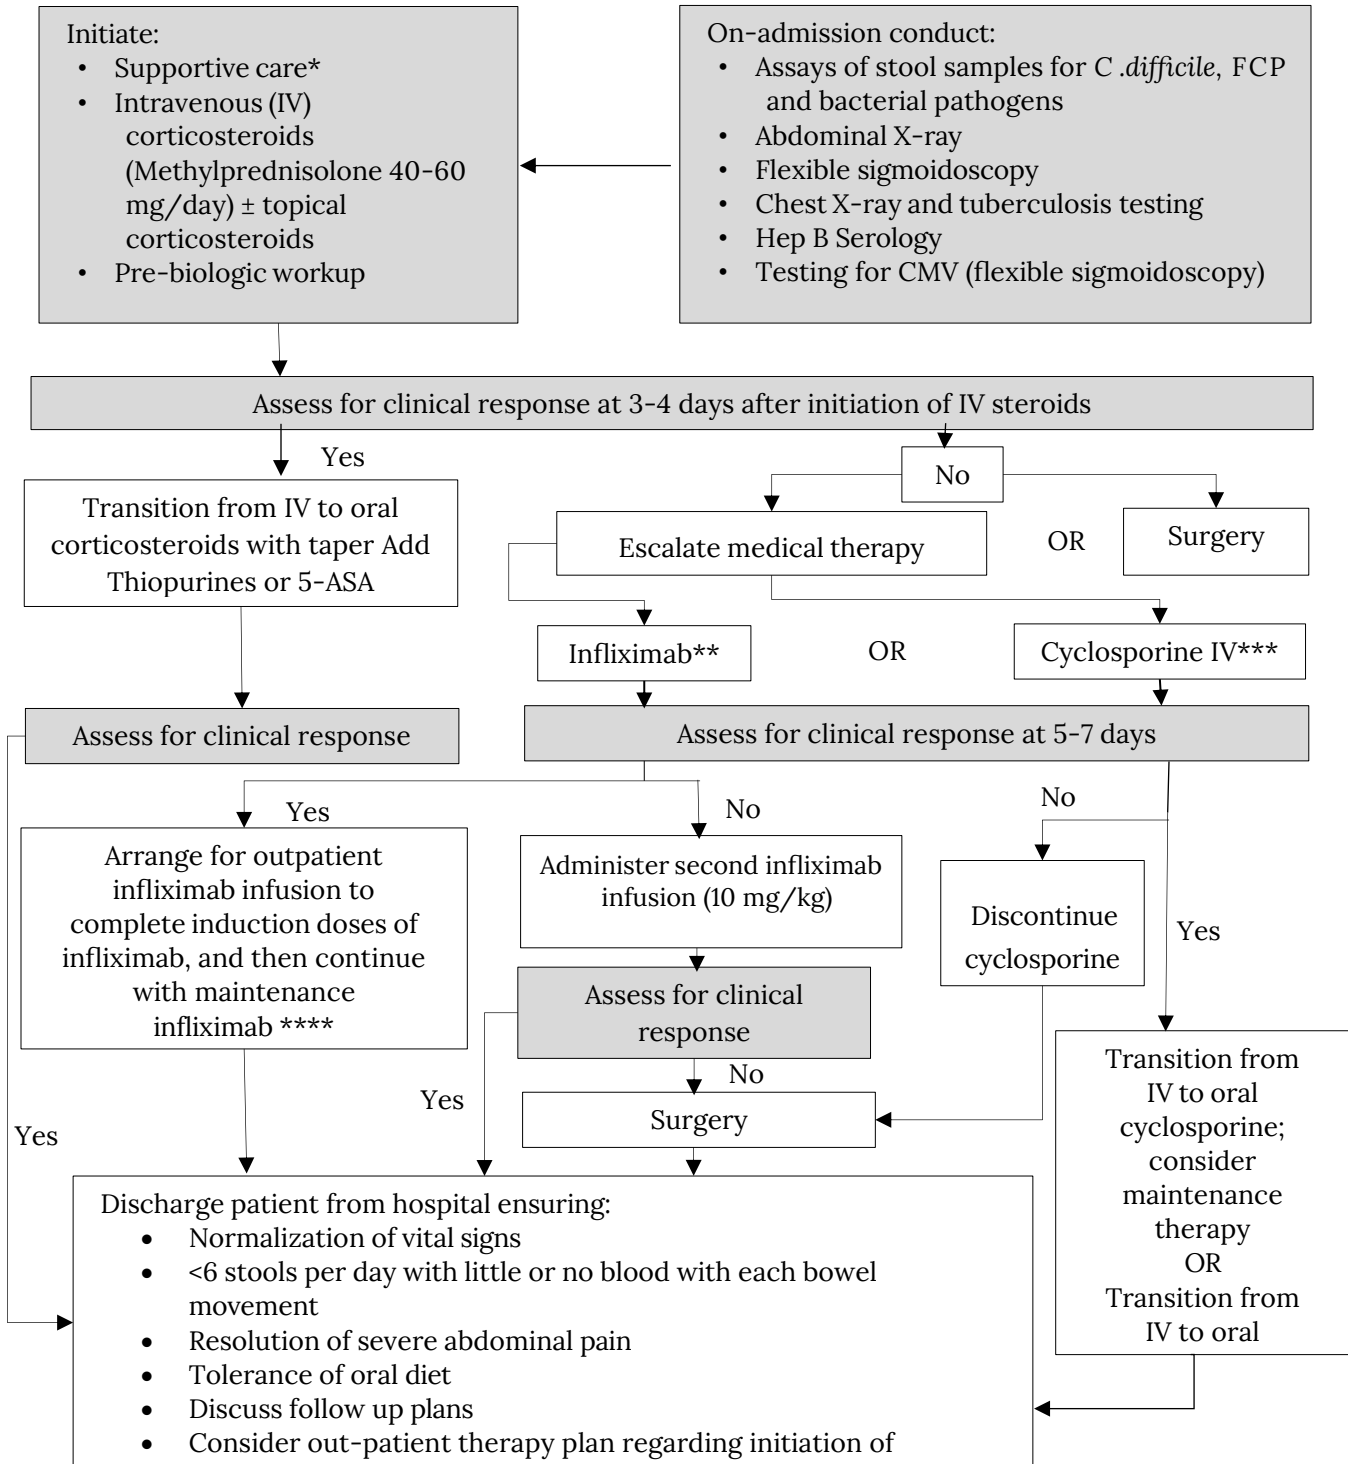 Initiate:
• Supportive care*
• Intravenous (IV)
corticosteroids
(Methylprednisolone 40-60
mg/day) ± topical
corticosteroids
• Pre-biologic workup
On-admission conduct:
• Assays of stool samples for C .difficile, FCP
and bacterial pathogens
• Abdominal X-ray
• Flexible sigmoidoscopy
• Chest X-ray and tuberculosis testing
• Hep B Serology
• Testing for CMV (flexible sigmoidoscopy)
Assess for clinical response at 3-4 days after initiation of IV steroids
Yes
No
Transition from IV to oral
corticosteroids with taper Add
Thiopurines or 5-ASA
Escalate medical therapy
OR
Surgery
Infliximab**
OR
Cyclosporine IV***
Assess for clinical response
Assess for clinical response at 5-7 days
Yes
No
No
Yes
Arrange for outpatient
infliximab infusion to
complete induction doses of
infliximab, and then continue
with maintenance
infliximab ****
Administer second infliximab
infusion (10 mg/kg)
Discontinue
cyclosporine
Assess for clinical
response
Yes
No
Surgery
Yes
Transition from
IV to oral
cyclosporine;
consider
maintenance
therapy
OR
Transition from
IV to oral
Discharge patient from hospital ensuring:
• Normalization of vital signs
• <6 stools per day with little or no blood with each bowel
movement
• Resolution of severe abdominal pain
• Tolerance of oral diet
• Discuss follow up plans
• Consider out-patient therapy plan regarding initiation of